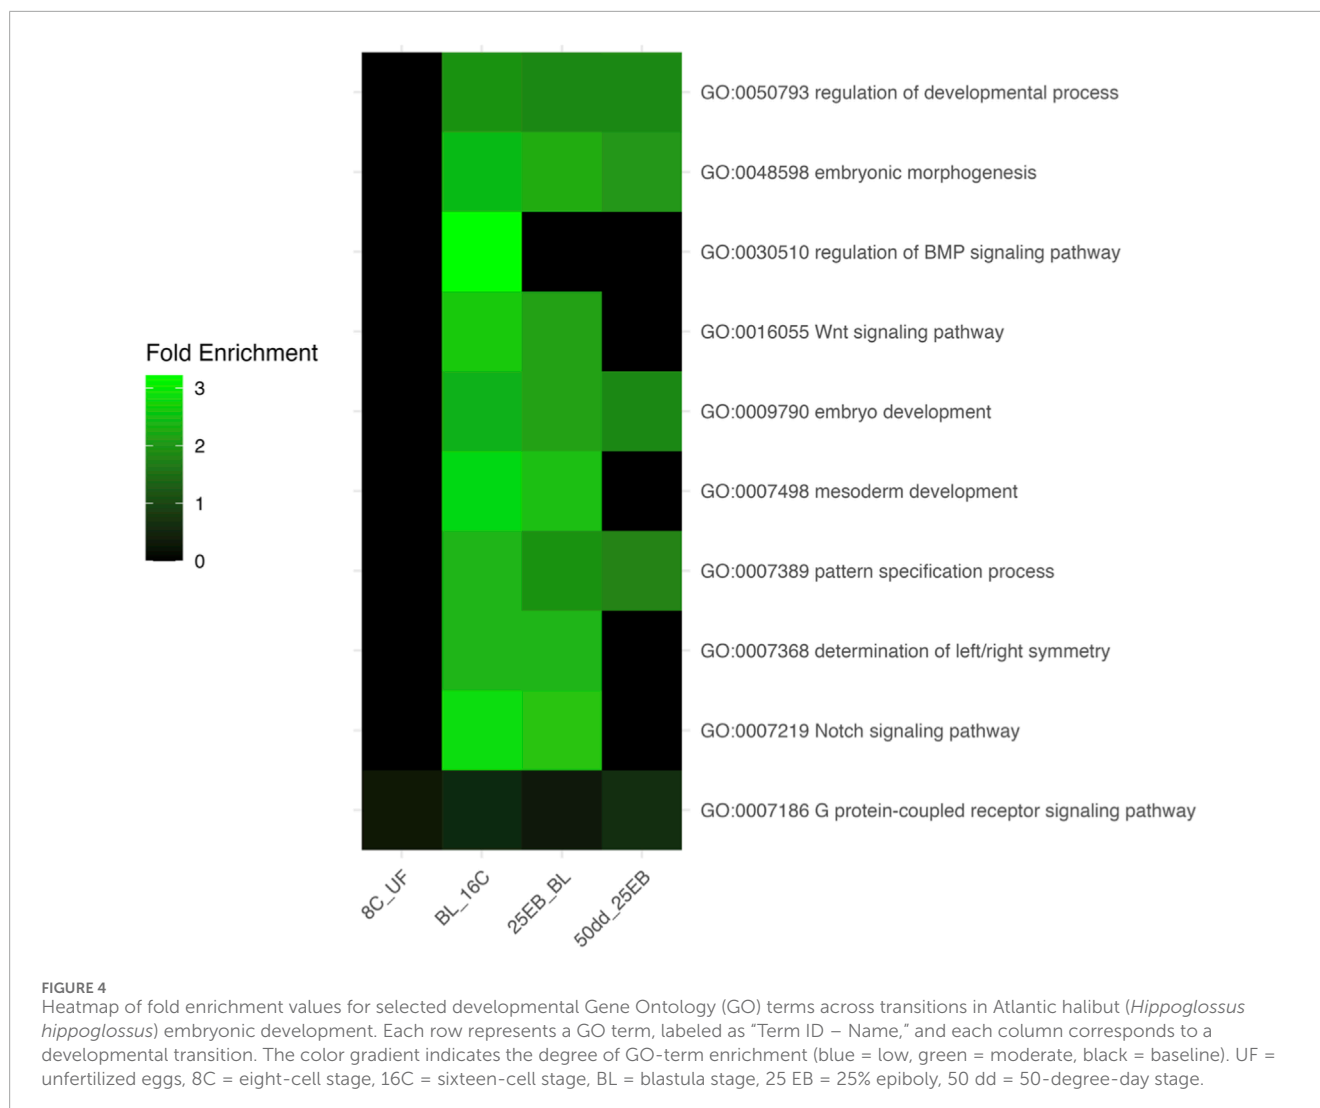 GO:0050793 regulation of developmental process
GO:0048598 embryonic morphogenesis
GO:0030510 regulation of BMP signaling pathway
GO:0016055 Wnt signaling pathway
GO:0009790 embryo development
GO:0007498 mesoderm development
GO:0007389 pattern specification process
GO:0007368 determination of left/right symmetry
GO:0007219 Notch signaling pathway
GO:0007186 G protein-coupled receptor signaling pathway
Fold Enrichment
3
2
1
0
8C_UF
BL_16C
25EB_BL
50dd_25EB
FIGURE 4
Heatmap of fold enrichment values for selected developmental Gene Ontology (GO) terms across transitions in Atlantic halibut (Hippoglossus
hippoglossus) embryonic development. Each row represents a GO term, labeled as “Term ID – Name,” and each column corresponds to a
developmental transition. The color gradient indicates the degree of GO-term enrichment (blue = low, green = moderate, black = baseline). UF =
unfertilized eggs, 8C = eight-cell stage, 16C = sixteen-cell stage, BL = blastula stage, 25 EB = 25% epiboly, 50 dd = 50-degree-day stage.